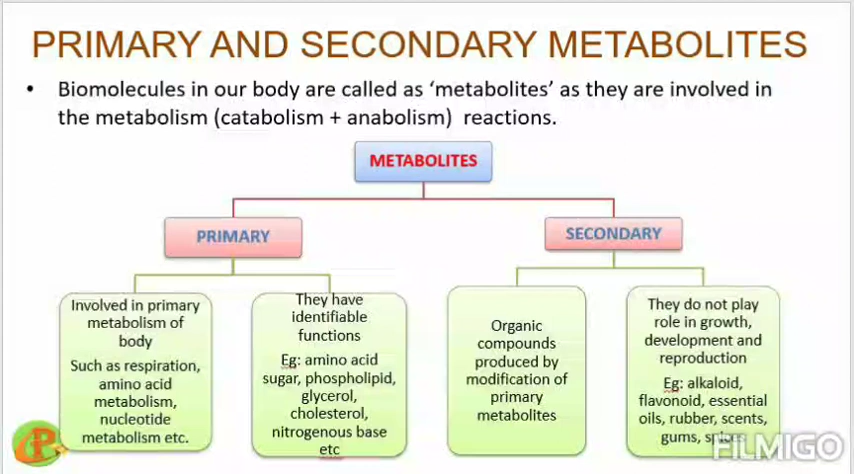 PRIMARY AND SECONDARY METABOLITES
• Biomolecules in our body are called as ‘metabolites’ as they are involved in
the metabolism (catabolism + anabolism) reactions.
METABOLITES
PRIMARY
SECONDARY
Involved in primary
metabolism of
body
Such as respiration,
amino acid
metabolism,
nucleotide
metabolism etc.
They have
identifiable
functions
Eg: amino acid
sugar, phospholipid,
glycerol,
cholesterol,
nitrogenous base
etc
Organic
compounds
produced by
modification of
primary
metabolites
They do not play
role in growth,
development and
reproduction
Eg: alkaloid,
flavonoid, essential
oils, rubber, scents,
gums, spices
FILMIGO